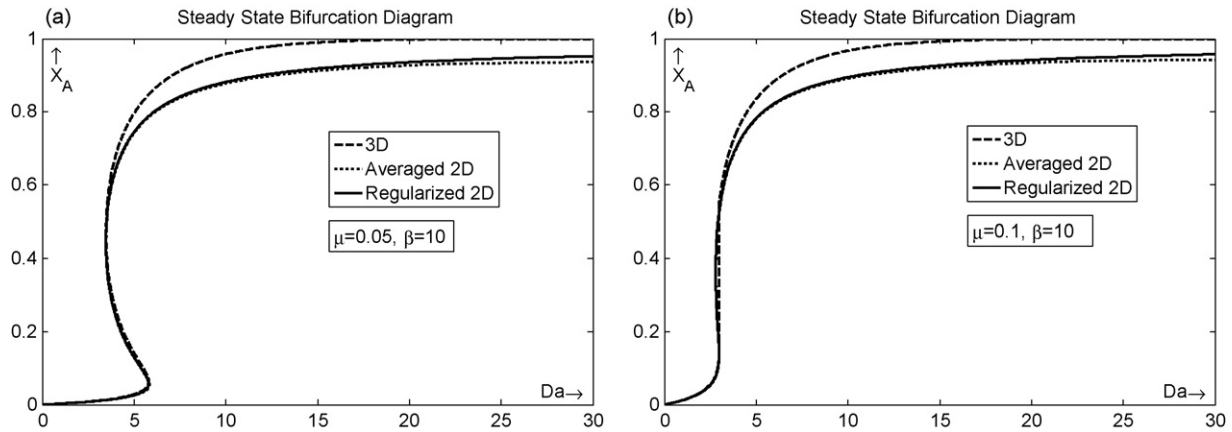 (a)
Steady State Bifurcation Diagram
1
0.8
0.6
0.4
0.2
0
↑
X_A
3D
Averaged 2D
Regularized 2D
μ=0.05, β=10
Da→
0 5 10 15 20 25 30
(b)
Steady State Bifurcation Diagram
1
0.8
0.6
0.4
0.2
0
↑
X_A
3D
Averaged 2D
Regularized 2D
μ=0.1, β=10
Da→
0 5 10 15 20 25 30